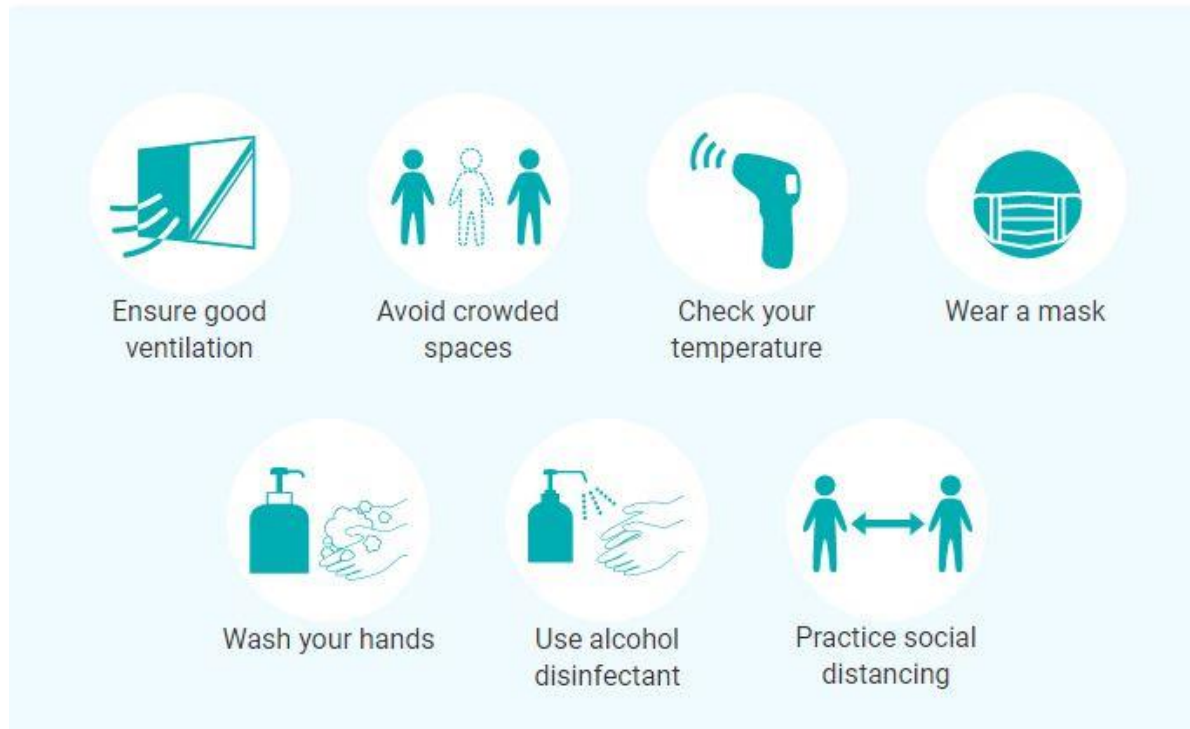 Ensure good
ventilation
Avoid crowded
spaces
Check your
temperature
Wear a mask
Wash your hands
Use alcohol
disinfectant
Practice social
distancing